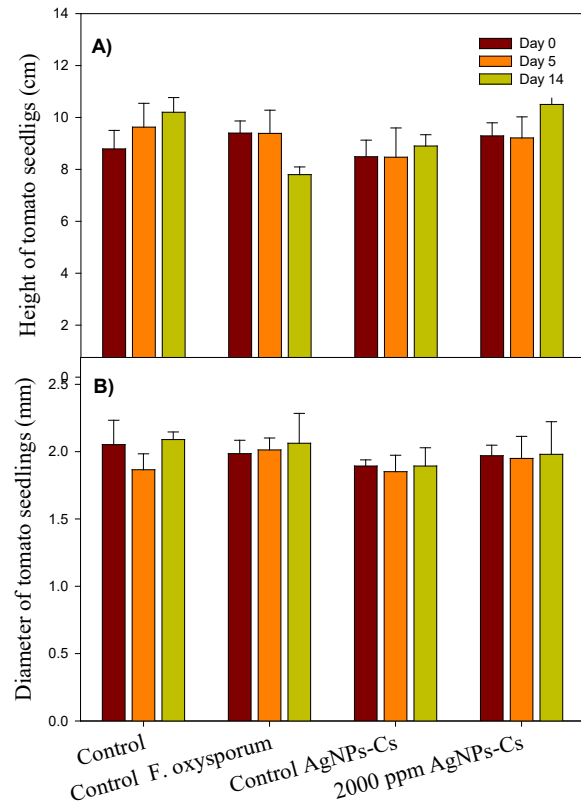 A)
Day 0
Day 5
Day 14
Height of tomato seedligs (cm)
14
12
10
8
6
4
2
0
B)
Diameter of tomato seedlings (mm)
2.5
2.0
1.5
1.0
0.5
0.0
Control
Control F. oxysporum
Control AgNPs-Cs
2000 ppm AgNPs-Cs